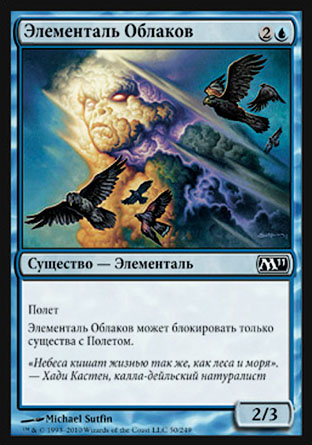 Элементаль Облаков 2
Существо — Элементаль M11
Полет
Элементаль Облаков может блокировать только
существа с Полетом.
«Небеса кишат жизнью так же, как леса и моря».
— Хади Кастен, калла-дейльский натуралист
Michael Sutfin
™ & © 1993–2010 Wizards of the Coast LLC 50/249
2/3